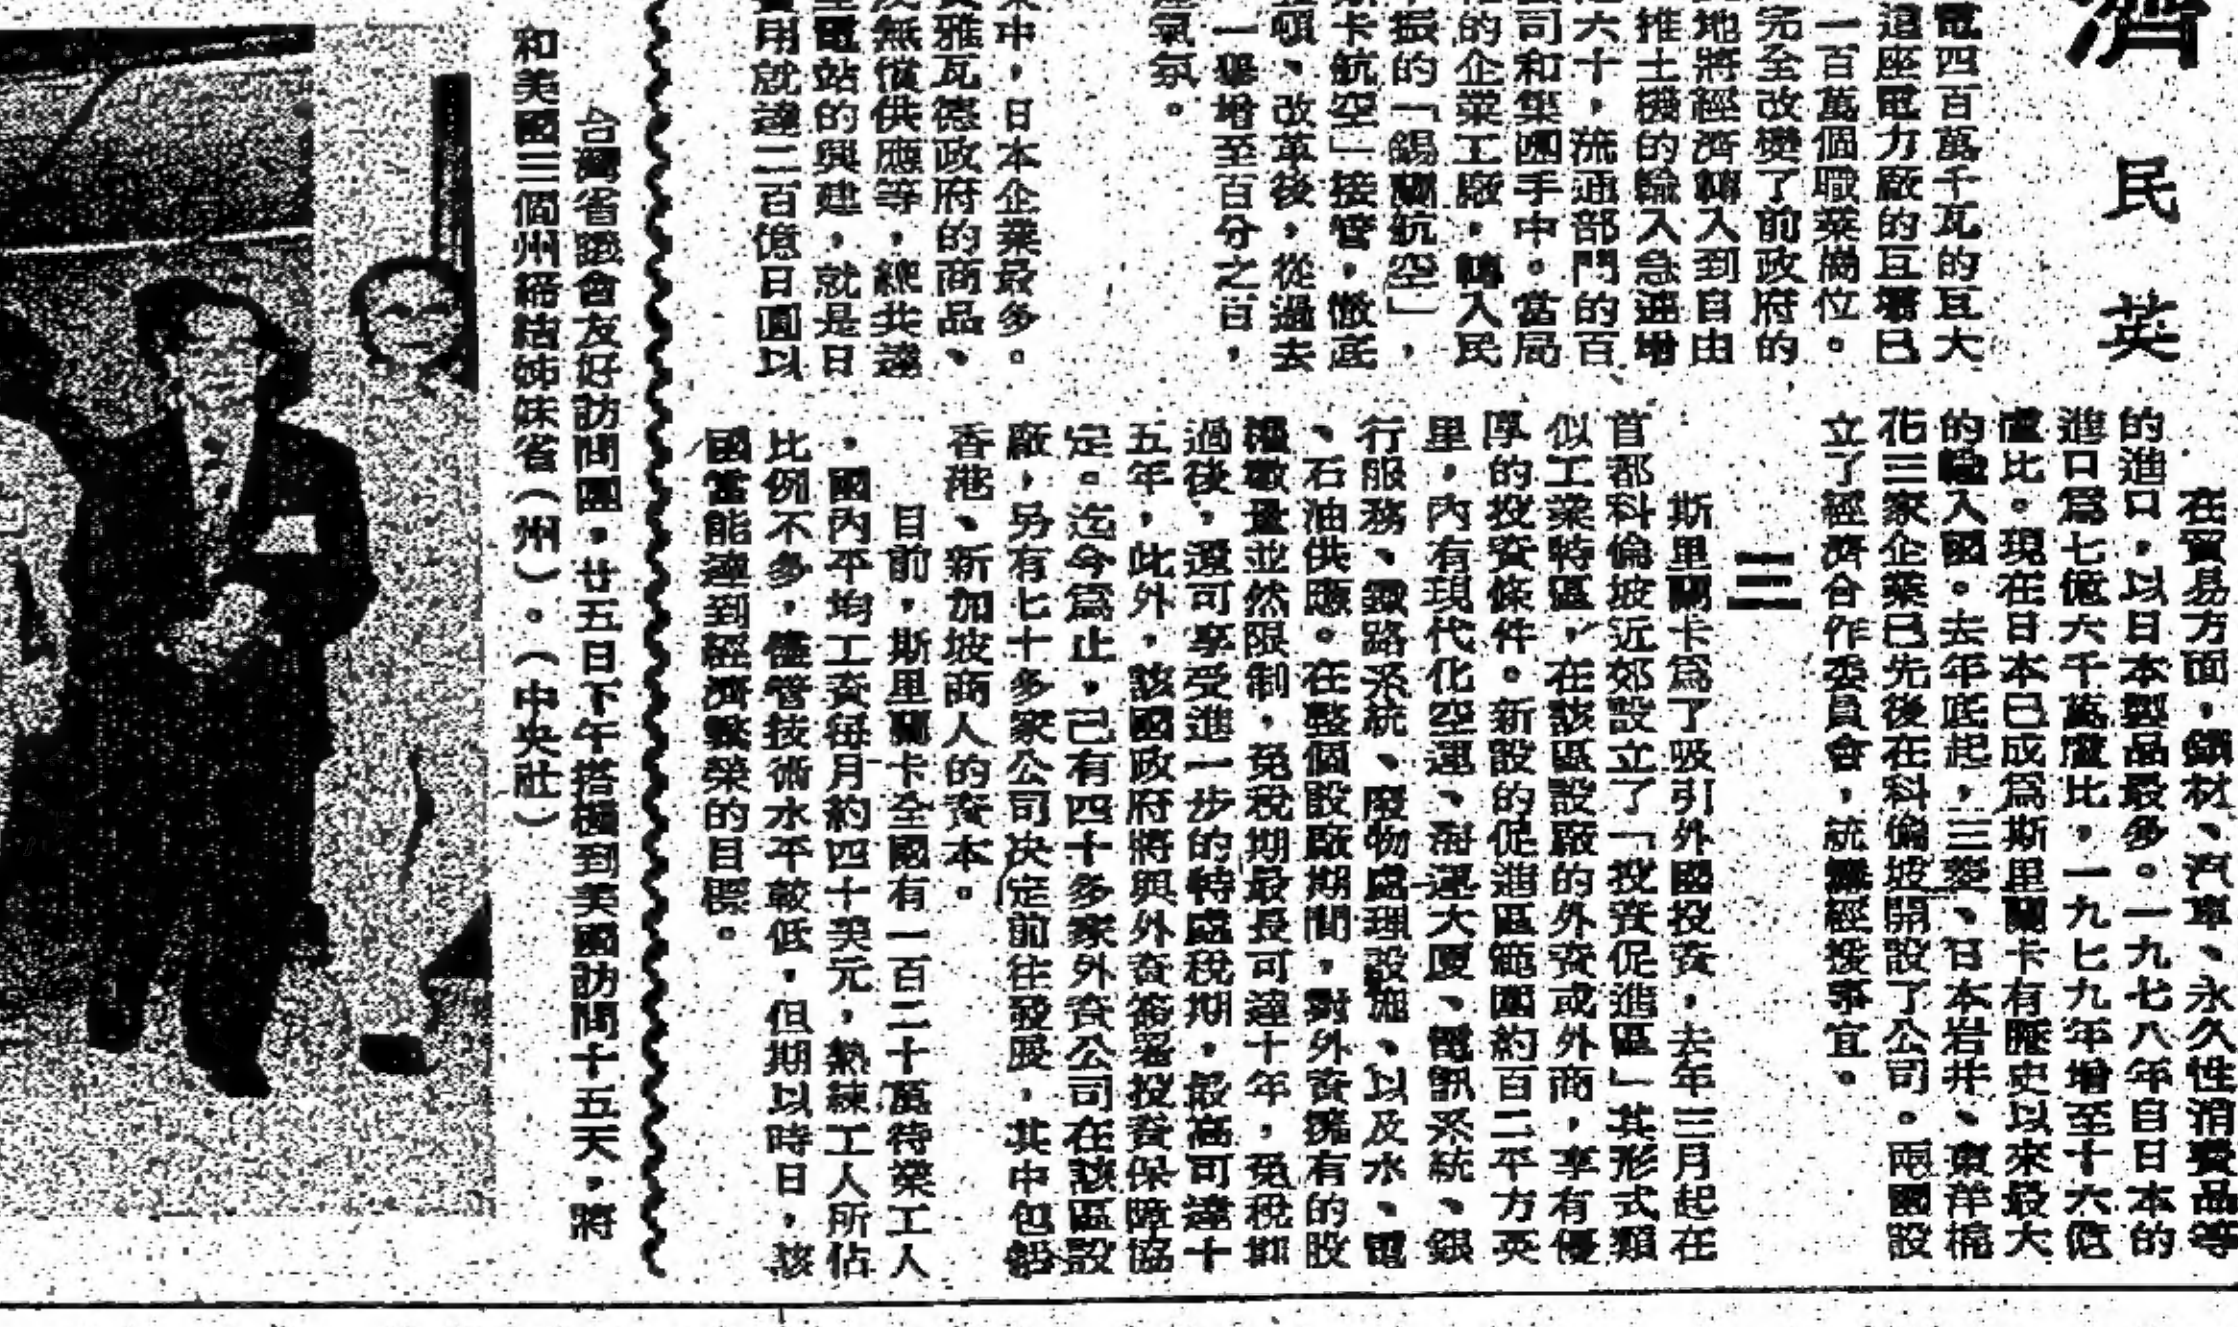 濟
民
英
電四百萬千瓦的巨大
這座電力廠的巨壩已
一百萬個職業崗位。
完全改變了前政府的
地將經濟轉入到自由
推土機的輸入急速增
六十,流通部門的百
司和集團手中。當局
的企業工廠,轉入民
振的「錫蘭航空」,
斯卡航空」接管,徹底
頓、改革後,從過去
一舉增至百分之百,
氣氛。
業中,日本企業最多。
雅瓦德政府的商品、
無償供應等,總共達
電站的興建,就是日
用就達二百億日圓以
在貿易方面,鋼材、汽車、永久性消費品等
的進口,以日本製品最多。一九七八年自日本的
進口爲七億六千萬盧比,一九七九年增至十六億
盧比。現在日本已成爲斯里蘭卡有歷史以來最大
的輸入國。去年底起,三菱、日本岩井、東洋棉
花三家企業已先後在科倫坡開設了公司。兩國設
立了經濟合作委員會,統籌經援事宜。
三
斯里蘭卡爲了吸引外國投資,去年三月起在
首都科倫坡近郊設立了「投資促進區」其形式類
似工業特區,在該區設廠的外資或外商,享有優
厚的投資條件。新設的促進區範圍約百二平方英
里,內有現代化空運、海運大廈、電訊系統、銀
行服務、鐵路系統、廢物處理設施、以及水、電
、石油供應。在整個設廠期間,對外資擁有的股
權數量並然限制,免稅期最長可達十年,免稅期
過後,還可享受進一步的特處稅期,最高可達十
五年,此外,該國政府將與外資簽署投資保障協
定。迄今爲止,已有四十多家外資公司在該區設
廠,另有七十多家公司決定前往發展,其中包括
香港、新加坡商人的資本。
目前,斯里蘭卡全國有一百二十萬待業工人
,國內平均工資每月約四十美元,熟練工人所佔
比例不多,儘管技術水平較低,但期以時日,該
國當能達到經濟繁榮的目標。
台灣省議會友好訪問團,廿五日下午搭機到美國訪問十五天,將
和美國三個州締結姊妹省(州)。(中央社)